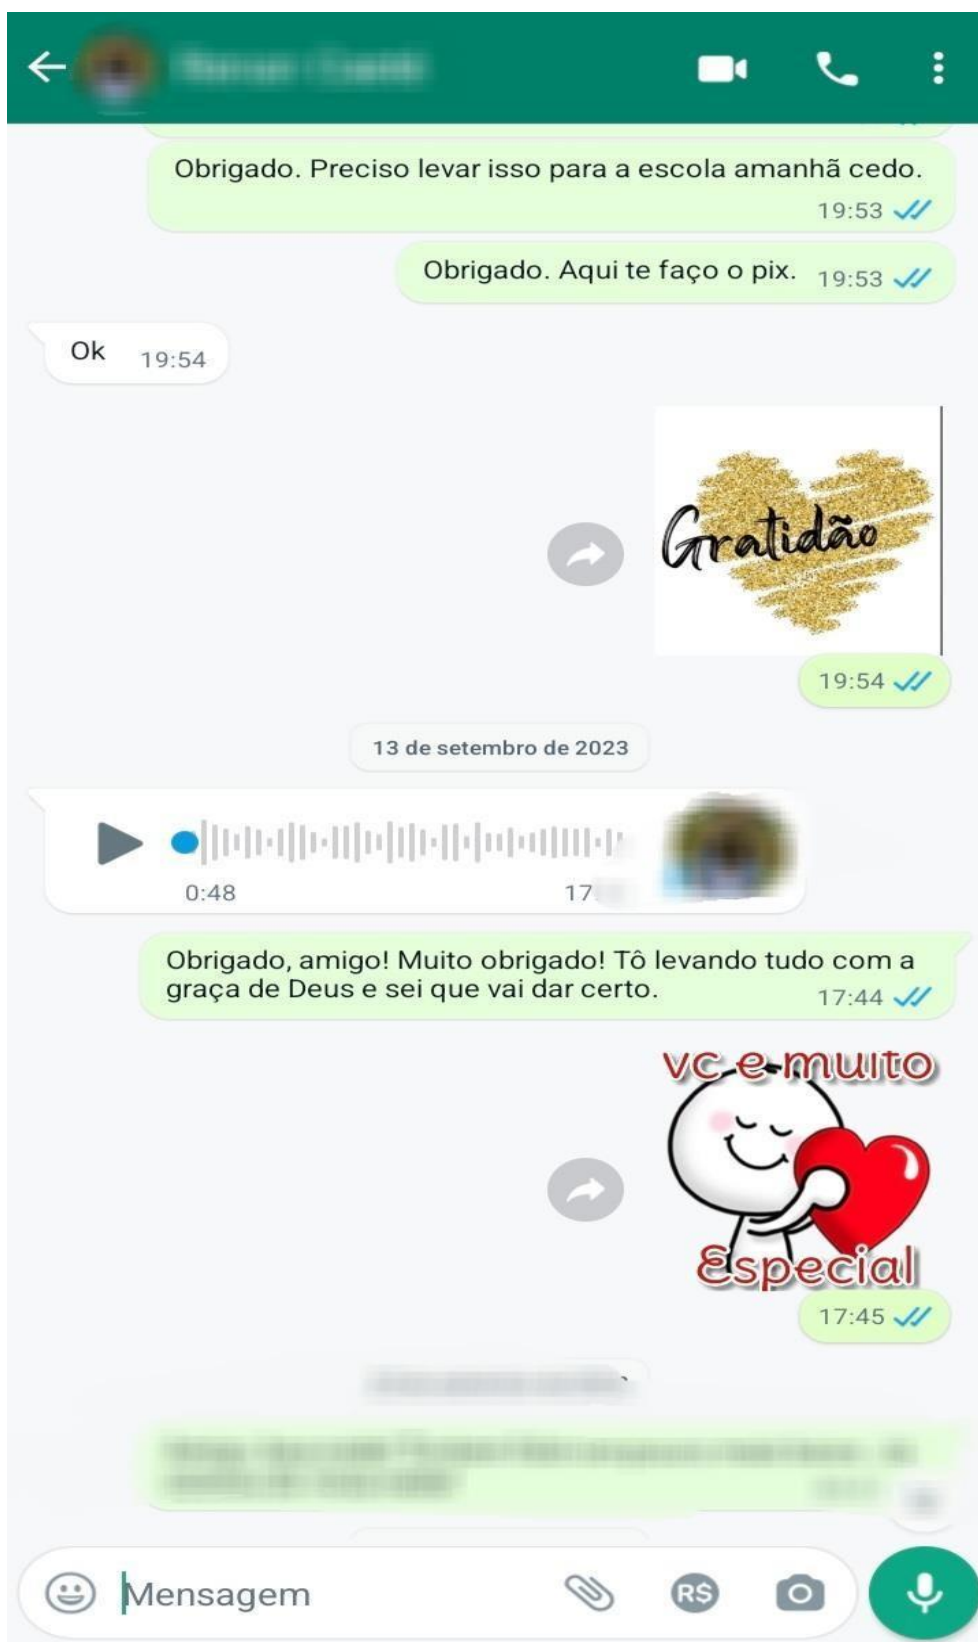 Obrigado. Preciso levar isso para a escola amanhã cedo.
19:53
Obrigado. Aqui te faço o pix. 19:53
Ok 19:54
Gratidão
19:54
13 de setembro de 2023
0:48 17
Obrigado, amigo! Muito obrigado! Tô levando tudo com a
graça de Deus e sei que vai dar certo. 17:44
vc e muito
Especial
17:45
Mensagem R$